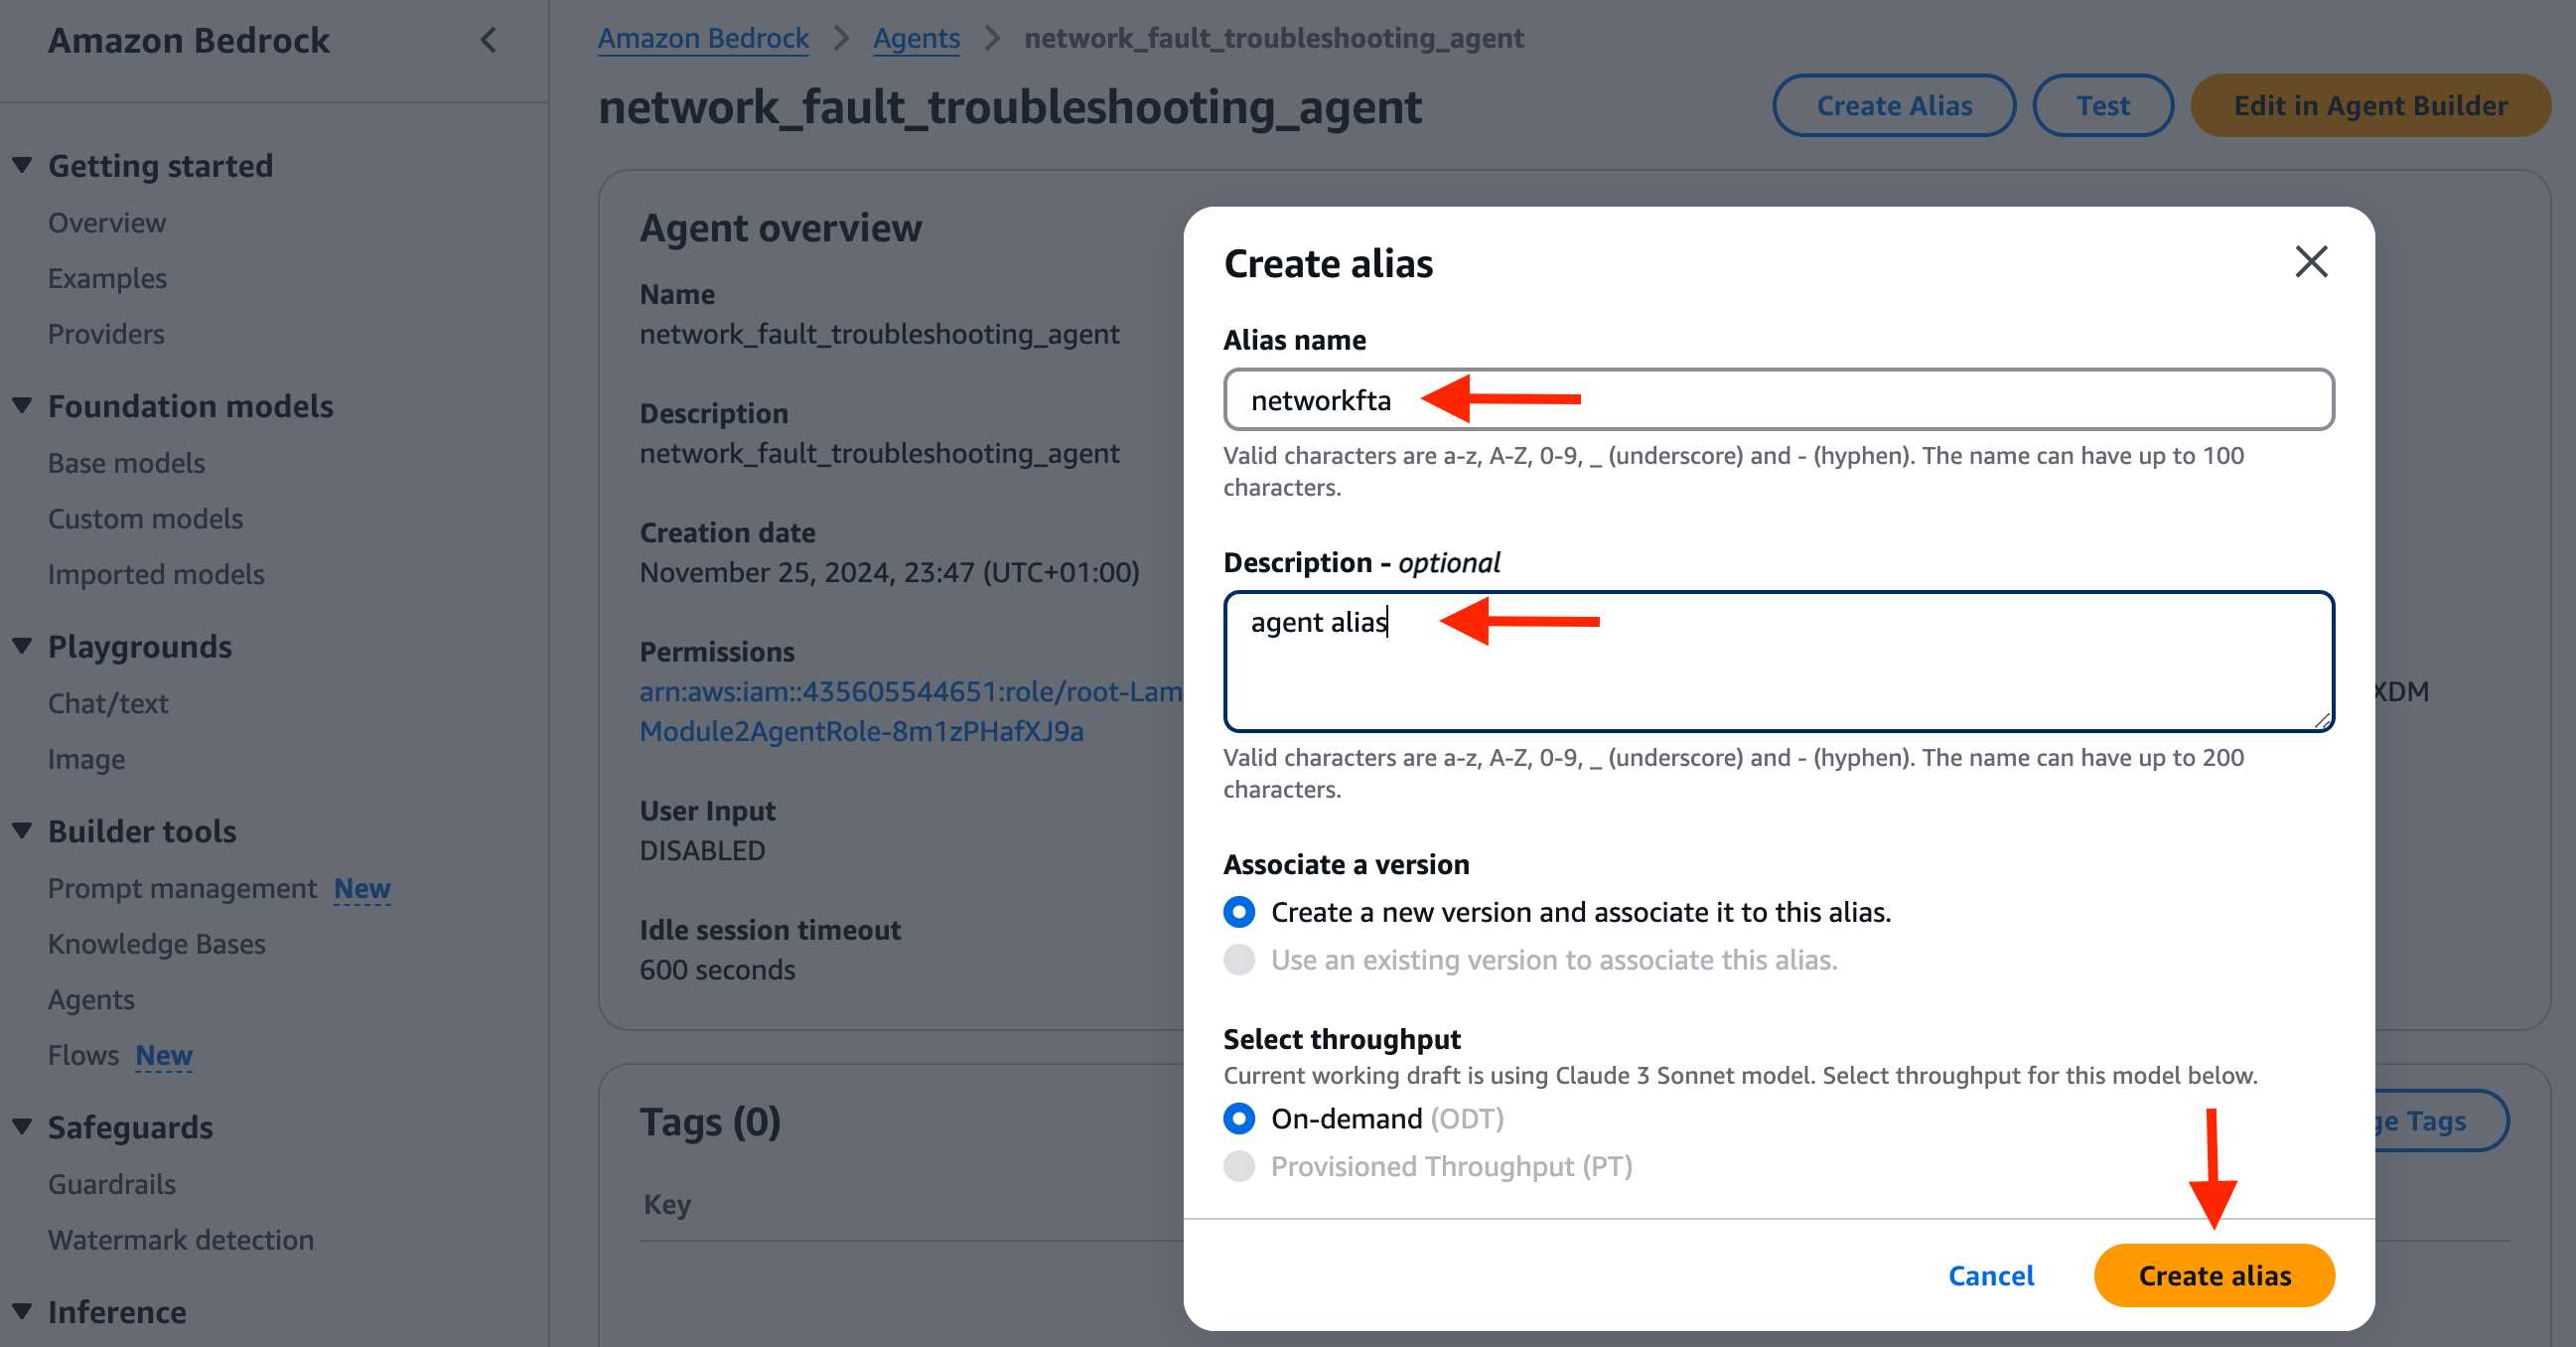 Amazon Bedrock
Getting started
Overview
Examples
Providers
Foundation models
Base models
Custom models
Imported models
Playgrounds
Chat/text
Image
Builder tools
Prompt management New
Knowledge Bases
Agents
Flows New
Safeguards
Guardrails
Watermark detection
Inference
Amazon Bedrock > Agents > network_fault_troubleshooting_agent
network_fault_troubleshooting_agent
Create Alias
Test
Edit in Agent Builder
Agent overview
Name
network_fault_troubleshooting_agent
Description
network_fault_troubleshooting_agent
Creation date
November 25, 2024, 23:47 (UTC+01:00)
Permissions
arn:aws:iam::435605544651:role/root-Lam
Module2AgentRole-8m1zPHafXJ9a
User Input
DISABLED
Idle session timeout
600 seconds
XDM
Tags (0)
ge Tags
Key
Create alias
Alias name
networkfta
Valid characters are a-z, A-Z, 0-9, _ (underscore) and - (hyphen). The name can have up to 100
characters.
Description - optional
agent alias
Valid characters are a-z, A-Z, 0-9, _ (underscore) and - (hyphen). The name can have up to 200
characters.
Associate a version
Create a new version and associate it to this alias.
Use an existing version to associate this alias.
Select throughput
Current working draft is using Claude 3 Sonnet model. Select throughput for this model below.
On-demand (ODT)
Provisioned Throughput (PT)
Cancel
Create alias